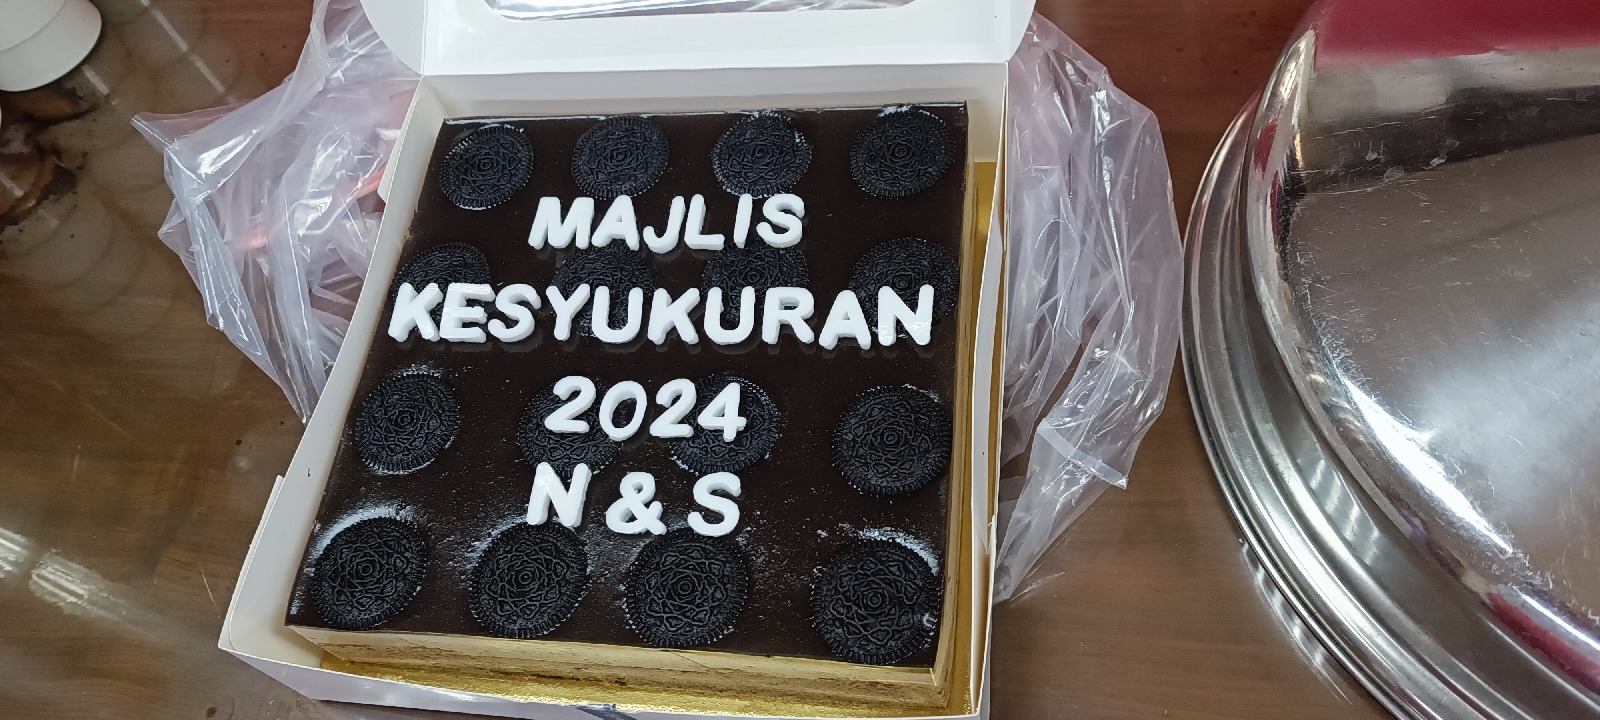 MAJLIS
KESYUKURAN
2024
N & S